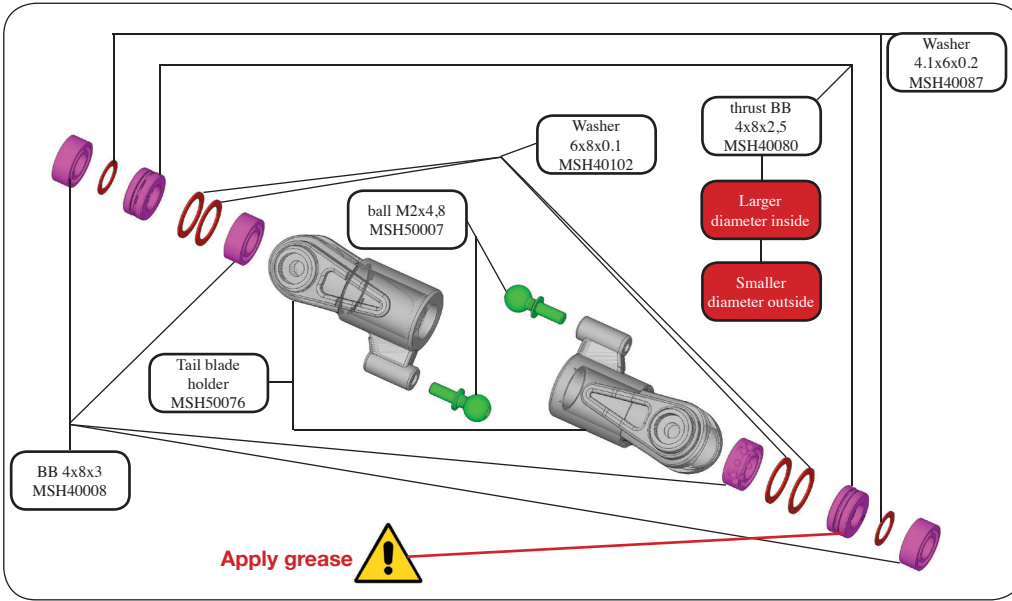 Washer
4.1x6x0.2
MSH40087
thrust BB
4x8x2,5
MSH40080
Washer
6x8x0.1
MSH40102
Larger
diameter inside
ball M2x4,8
MSH50007
Smaller
diameter outside
Tail blade
holder
MSH50076
BB 4x8x3
MSH40008
Apply grease